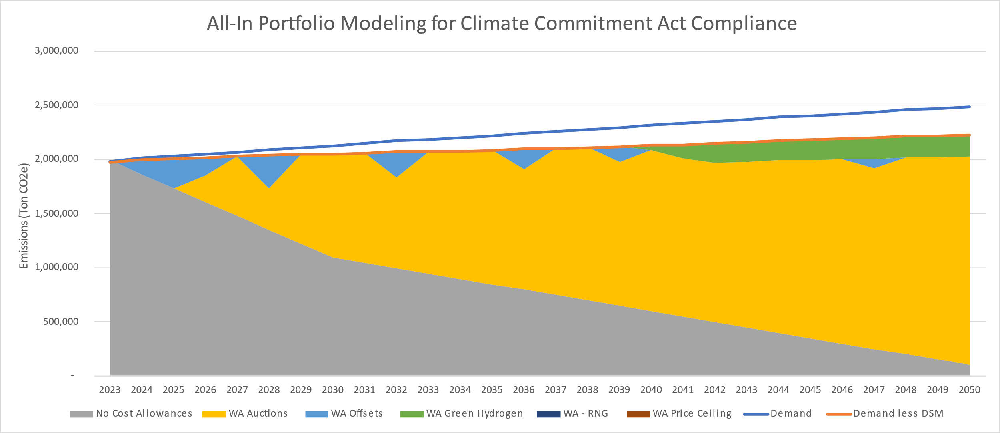 All-In Portfolio Modeling for Climate Commitment Act Compliance
Emissions (Ton CO2e)
3,000,000
2,500,000
2,000,000
1,500,000
1,000,000
500,000
-
2023 2024 2025 2026 2027 2028 2029 2030 2031 2032 2033 2034 2035 2036 2037 2038 2039 2040 2041 2042 2043 2044 2045 2046 2047 2048 2049 2050
No Cost Allowances WA Auctions WA Offsets WA Green Hydrogen WA - RNG WA Price Ceiling Demand Demand less DSM